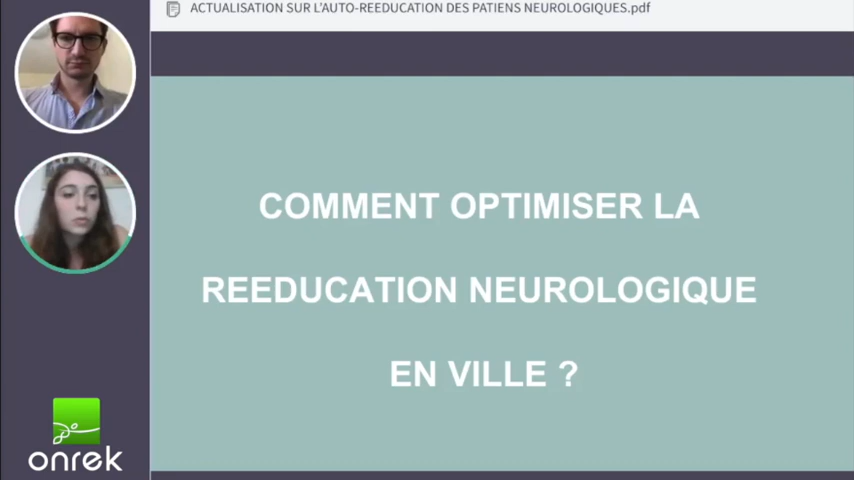 ACTUALISATION SUR L'AUTO-REEDUCATION DES PATIENS NEUROLOGIQUES.pdf
COMMENT OPTIMISER LA
REEDUCATION NEUROLOGIQUE
EN VILLE ?
onrek